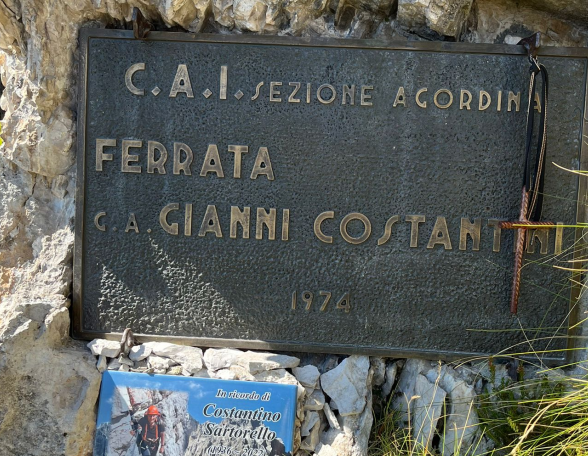 C.A.I. SEZIONE AGORDINA
FERRATA
C.A. GIANNI COSTANTINI
1974
In ricordo di
Costantino
Sartorello